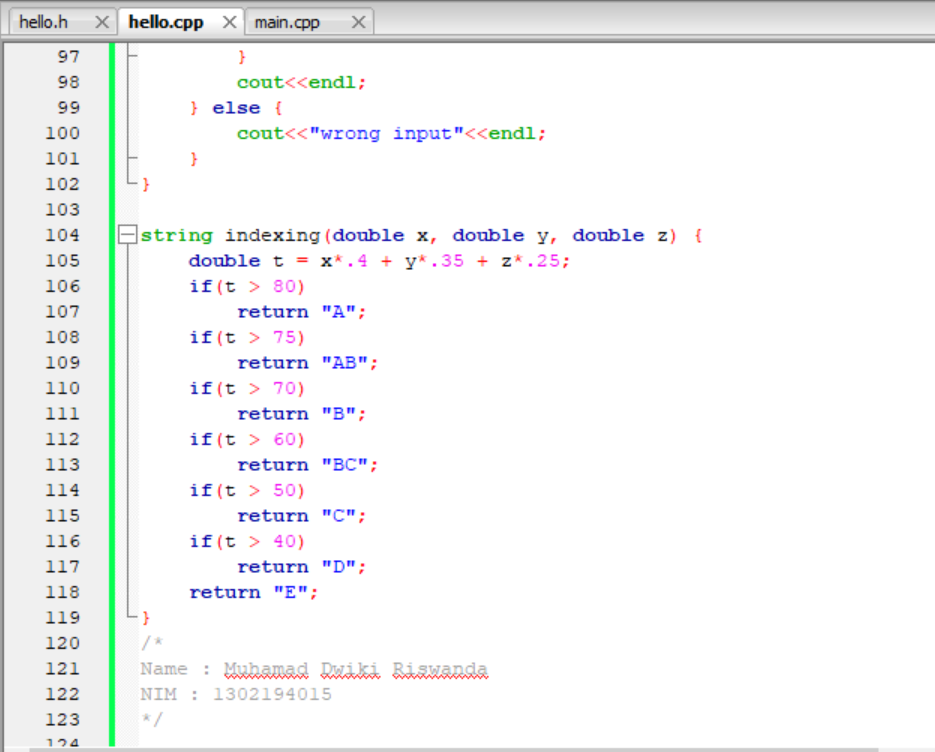 hello.h hello.cpp main.cpp
97 }
98 cout<<endl;
99 } else {
100 cout<<"wrong input"<<endl;
101 }
102 }
103
104 string indexing(double x, double y, double z) {
105 double t = x*.4 + y*.35 + z*.25;
106 if(t > 80)
107 return "A";
108 if(t > 75)
109 return "AB";
110 if(t > 70)
111 return "B";
112 if(t > 60)
113 return "BC";
114 if(t > 50)
115 return "C";
116 if(t > 40)
117 return "D";
118 return "E";
119 }
120 /*
121 Name : Muhamad Dwiki Riswanda
122 NIM : 1302194015
123 */
124